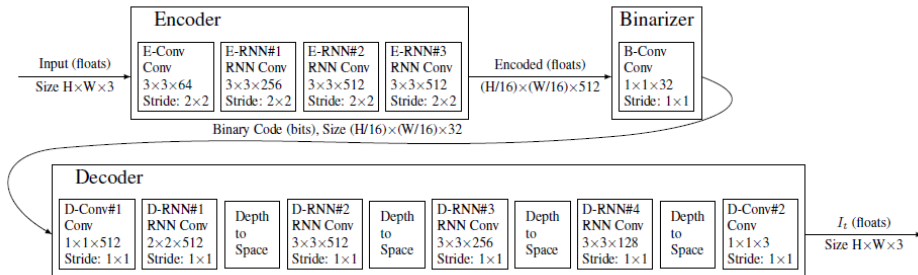 Encoder
Binarizer
Input (floats)
Size H×W×3
E-Conv
Conv
3×3×64
Stride: 2×2
E-RNN#1
RNN Conv
3×3×256
Stride: 2×2
E-RNN#2
RNN Conv
3×3×512
Stride: 2×2
E-RNN#3
RNN Conv
3×3×512
Stride: 2×2
Encoded (floats)
(H/16)×(W/16)×512
B-Conv
Conv
1×1×32
Stride: 1×1
Binary Code (bits), Size (H/16)×(W/16)×32
Decoder
D-Conv#1
Conv
1×1×512
Stride: 1×1
D-RNN#1
RNN Conv
2×2×512
Stride: 1×1
Depth
to
Space
D-RNN#2
RNN Conv
3×3×512
Stride: 1×1
Depth
to
Space
D-RNN#3
RNN Conv
3×3×256
Stride: 1×1
Depth
to
Space
D-RNN#4
RNN Conv
3×3×128
Stride: 1×1
Depth
to
Space
D-Conv#2
Conv
1×1×3
Stride: 1×1
I_t (floats)
Size H×W×3